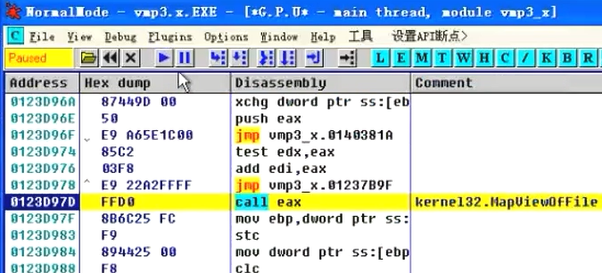 NormalMode - vmp3.x.EXE - [*G.P.U* - main thread, module vmp3_x]
C File View Debug Plugins Options Window Help 工具 设置API断点>
Paused L E M T W H C / K B R
Address Hex dump Disassembly Comment
0123D96A 87449D 00 xchg dword ptr ss:[ebp
0123D96E 50 push eax
0123D96F E9 A65E1C00 jmp vmp3_x.0140381A
0123D974 85C2 test edx,eax
0123D976 03F8 add edi,eax
0123D978 E9 22A2FFFF jmp vmp3_x.01237B9F
0123D97D FFD0 call eax kernel32.MapViewOfFile
0123D97F 8B6C25 FC mov ebp,dword ptr ss:
0123D983 F9 stc
0123D984 894425 00 mov dword ptr ss:[ebp
0123D988 F8 clc